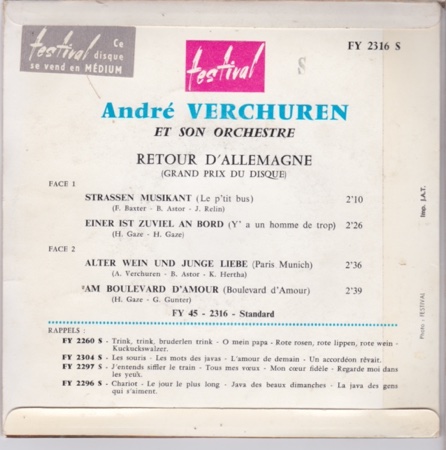 festival Ce
disque
se vend en MÉDIUM
FY 2316 S
festival
S
André VERCHUREN
ET SON ORCHESTRE
RETOUR D'ALLEMAGNE
(GRAND PRIX DU DISQUE)
FACE 1
STRASSEN MUSIKANT (Le p'tit bus) 2'10
(F. Baxter - B. Astor - J. Relin)
EINER IST ZUVIEL AN BORD (Y' a un homme de trop) 2'26
(H. Gaze - H. Gaze)
FACE 2
ALTER WEIN UND JUNGE LIEBE (Paris Munich) 2'36
(A. Verchuren - B. Astor - K. Hertha)
AM BOULEVARD D'AMOUR (Boulevard d'Amour) 2'39
(H. Gaze - G. Gunter)
FY 45 - 2316 - Standard
RAPPELS :
FY 2260 S - Trink, trink, bruderlen trink - O mein papa - Rote rosen, rote lippen, rote wein -
Kuckuckswalzer.
FY 2304 S - Les souris - Les mots des javas - L'amour de demain - Un accordéon rêvait.
FY 2297 S - J'entends siffler le train - Tous mes vœux - Mon cœur fidèle - Regarde moi dans
les yeux.
FY 2296 S - Chariot - Le jour le plus long - Java des beaux dimanches - La java des gens
qui s'aiment.
Imp. J.A.T.
Photo : FESTIVAL